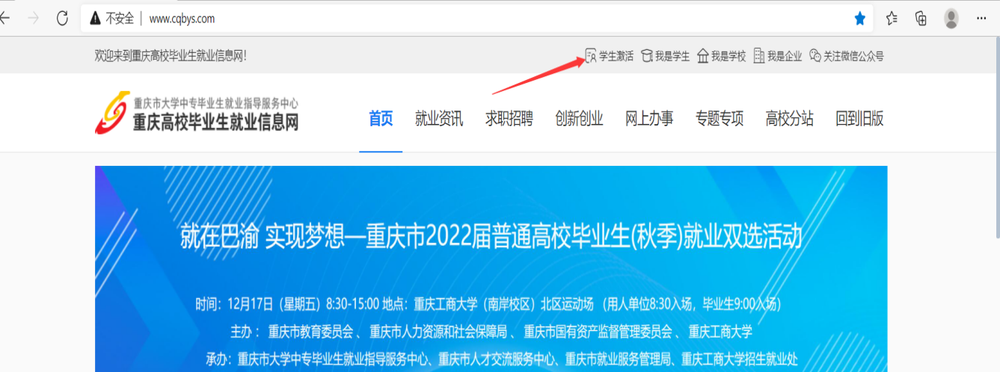 不安全 www.cqbys.com
欢迎来到重庆高校毕业生就业信息网! 学生激活 我是学生 我是学校 我是企业 关注微信公众号
重庆市大学中专毕业生就业指导服务中心
重庆高校毕业生就业信息网
首页 就业资讯 求职招聘 创新创业 网上办事 专题专项 高校分站 回到旧版
就在巴渝 实现梦想—重庆市2022届普通高校毕业生(秋季)就业双选活动
时间：12月17日（星期五）8:30-15:00 地点：重庆工商大学（南岸校区）北区运动场 （用人单位8:30入场，毕业生9:00入场）
主办 ： 重庆市教育委员会 、 重庆市人力资源和社会保障局 、 重庆市国有资产监督管理委员会 、 重庆工商大学
承办：重庆市大学中专毕业生就业指导服务中心、重庆市人才交流服务中心、重庆市就业服务管理局、重庆工商大学招生就业处